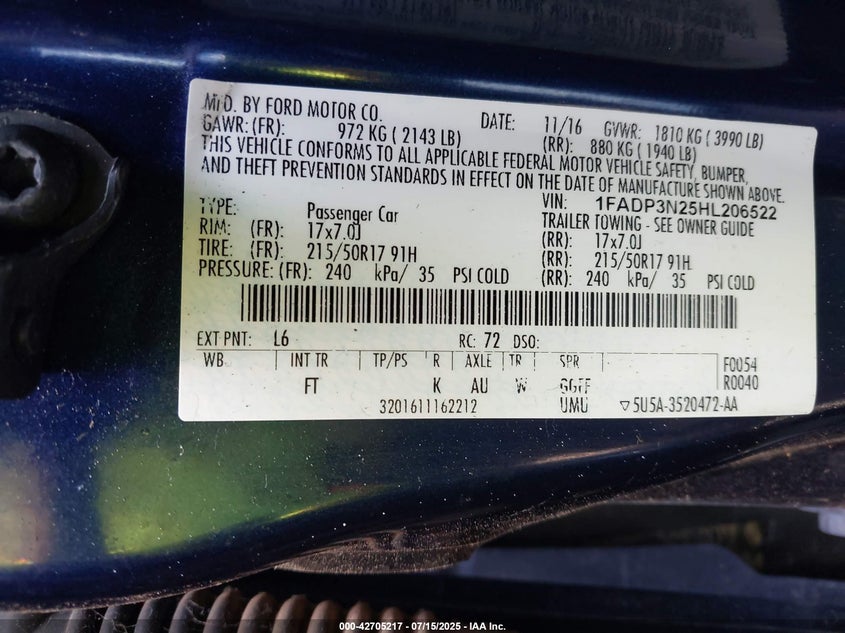 MFD. BY FORD MOTOR CO. DATE: 11/16 GVWR: 1810 KG ( 3990 LB)
GAWR: (FR): 972 KG ( 2143 LB) (RR): 880 KG ( 1940 LB)
THIS VEHICLE CONFORMS TO ALL APPLICABLE FEDERAL MOTOR VEHICLE SAFETY, BUMPER,
AND THEFT PREVENTION STANDARDS IN EFFECT ON THE DATE OF MANUFACTURE SHOWN ABOVE.
VIN: 1FADP3N25HL206522
TYPE: Passenger Car TRAILER TOWING - SEE OWNER GUIDE
RIM: (FR): 17x7.0J (RR): 17x7.0J
TIRE: (FR): 215/50R17 91H (RR): 215/50R17 91H
PRESSURE: (FR): 240 kPa/ 35 PSI COLD (RR): 240 kPa/ 35 PSI COLD
EXT PNT: L6 RC: 72 DSO:
WB INT TR TP/PS R AXLE TR SPR F0054
FT K AU W GGFF R0040
3201611162212 UMU ▽5U5A-3520472-AA
000-42705217 - 07/15/2025 - IAA Inc.